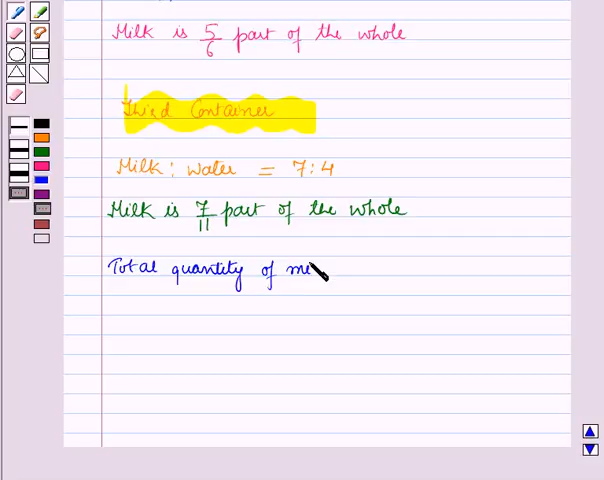 Milk is 5/6 part of the whole
Third Container
Milk : Water = 7:4
Milk is 7/11 part of the whole
Total quantity of mi